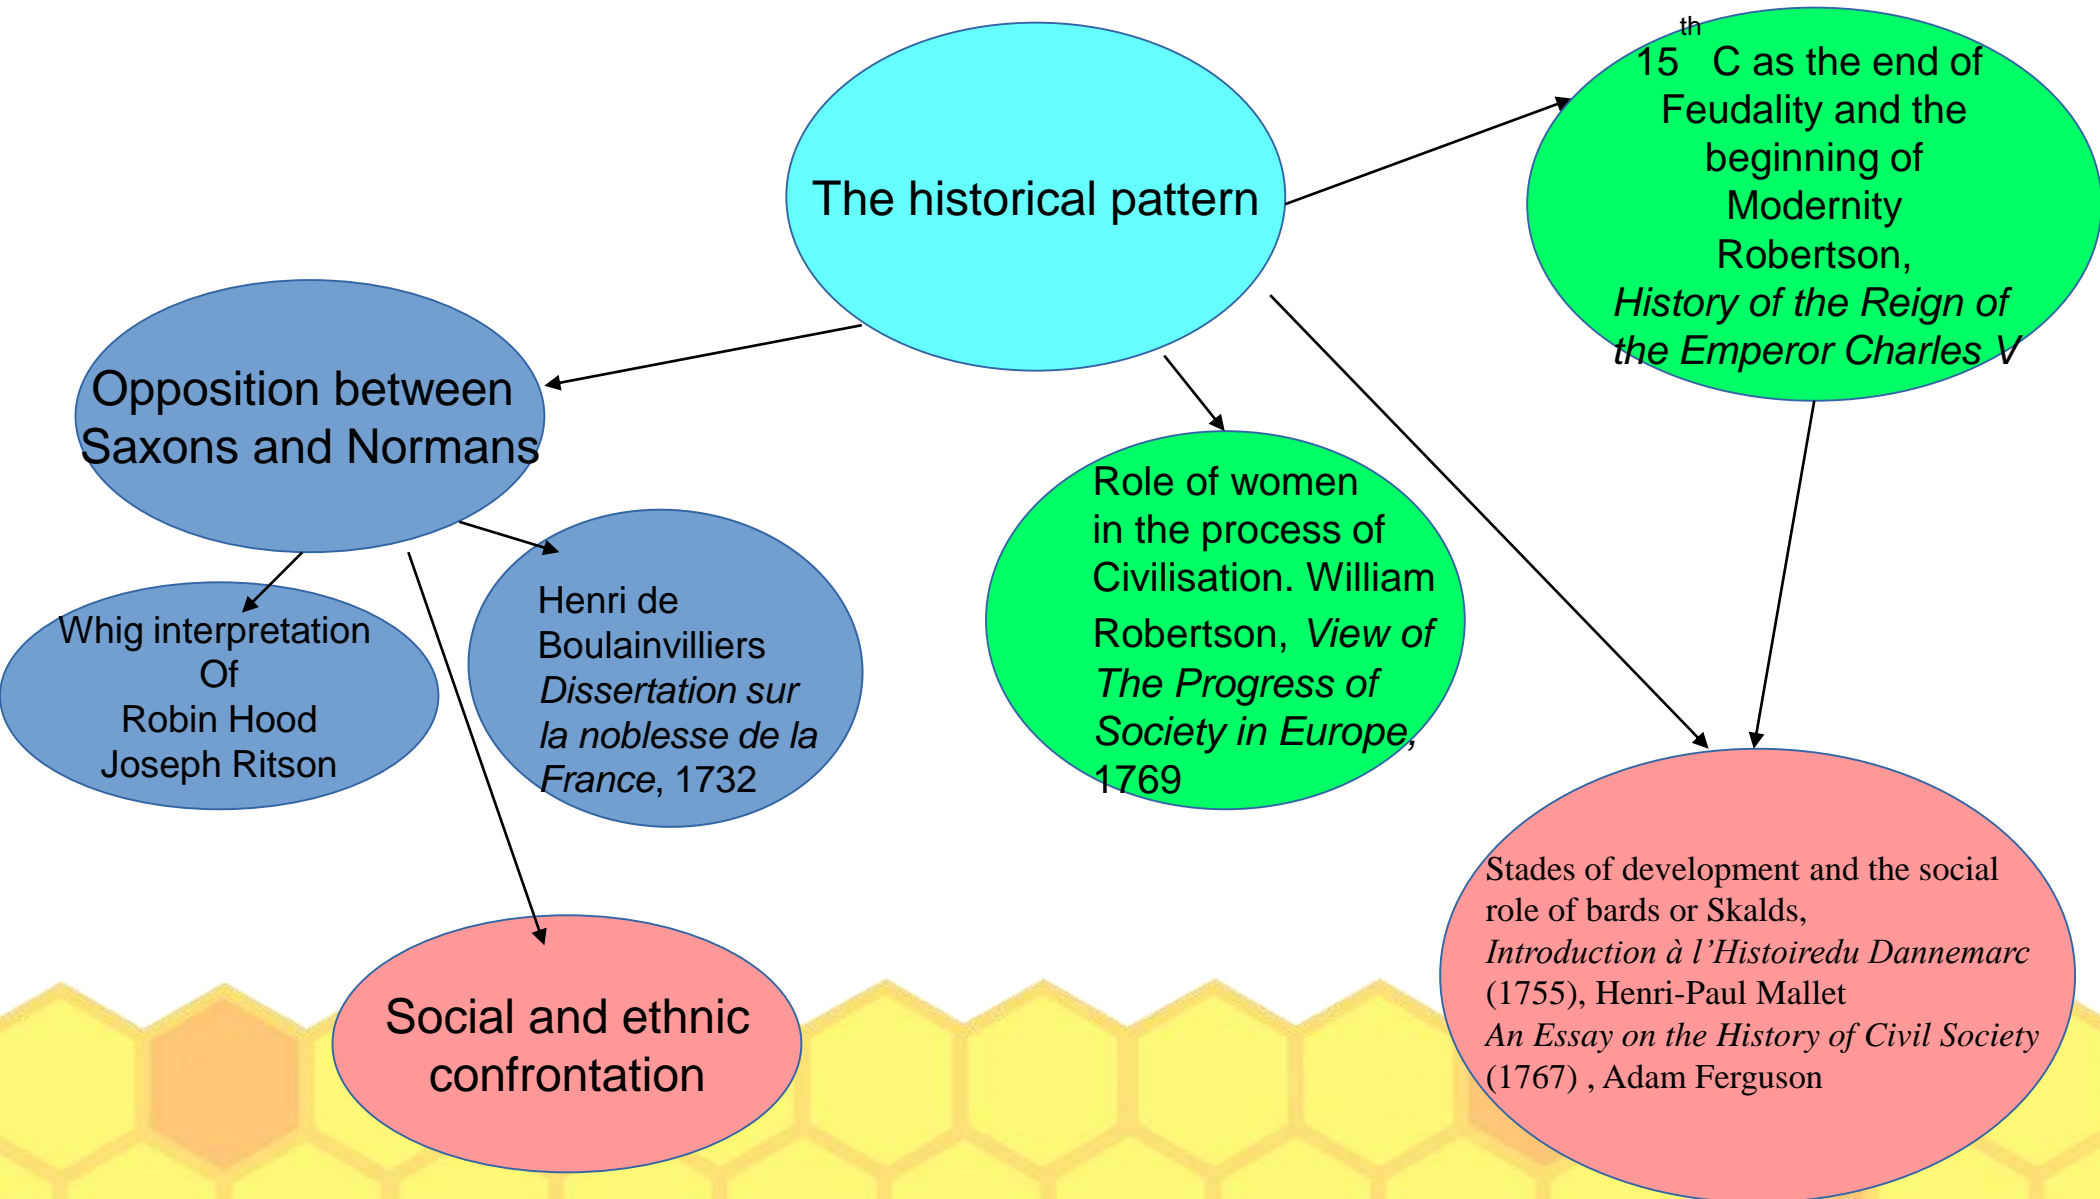 The historical pattern
15th C as the end of
Feudality and the
beginning of
Modernity
Robertson,
History of the Reign of
the Emperor Charles V
Opposition between
Saxons and Normans
Whig interpretation
Of
Robin Hood
Joseph Ritson
Henri de
Boulainvilliers
Dissertation sur
la noblesse de la
France, 1732
Role of women
in the process of
Civilisation. William
Robertson, View of
The Progress of
Society in Europe,
1769
Social and ethnic
confrontation
Stades of development and the social
role of bards or Skalds,
Introduction à l’Histoiredu Dannemarc
(1755), Henri-Paul Mallet
An Essay on the History of Civil Society
(1767) , Adam Ferguson